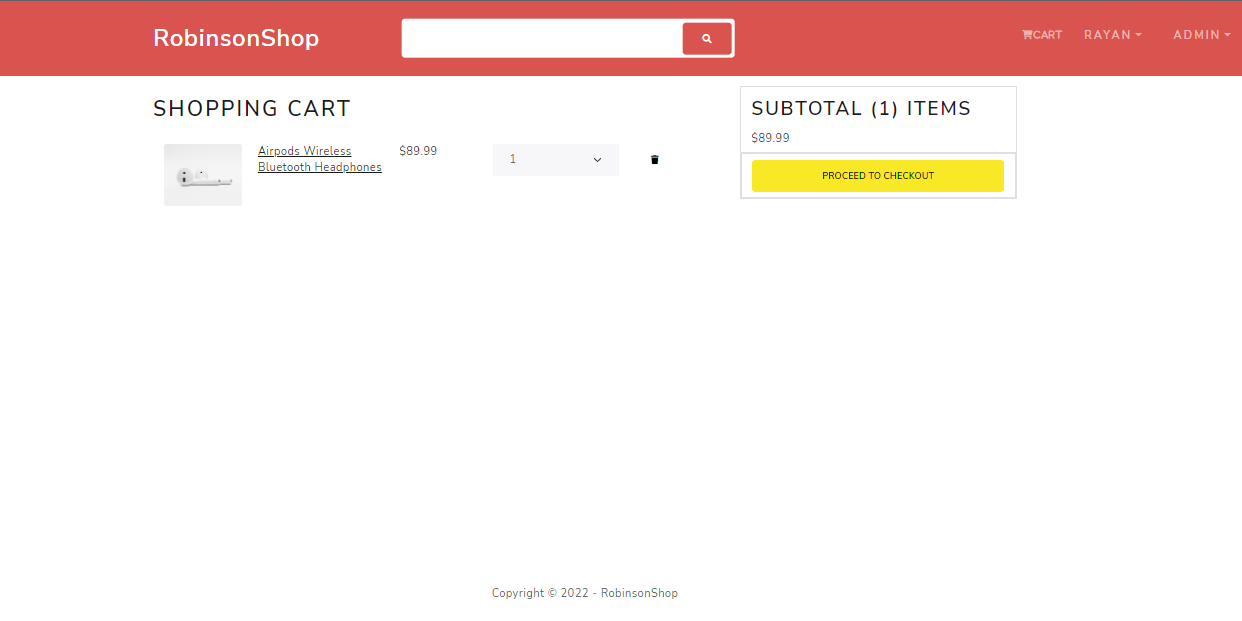 RobinsonShop
CART
RAYAN
ADMIN
SHOPPING CART
Airpods Wireless
Bluetooth Headphones
$89.99
1
SUBTOTAL (1) ITEMS
$89.99
PROCEED TO CHECKOUT
Copyright © 2022 - RobinsonShop